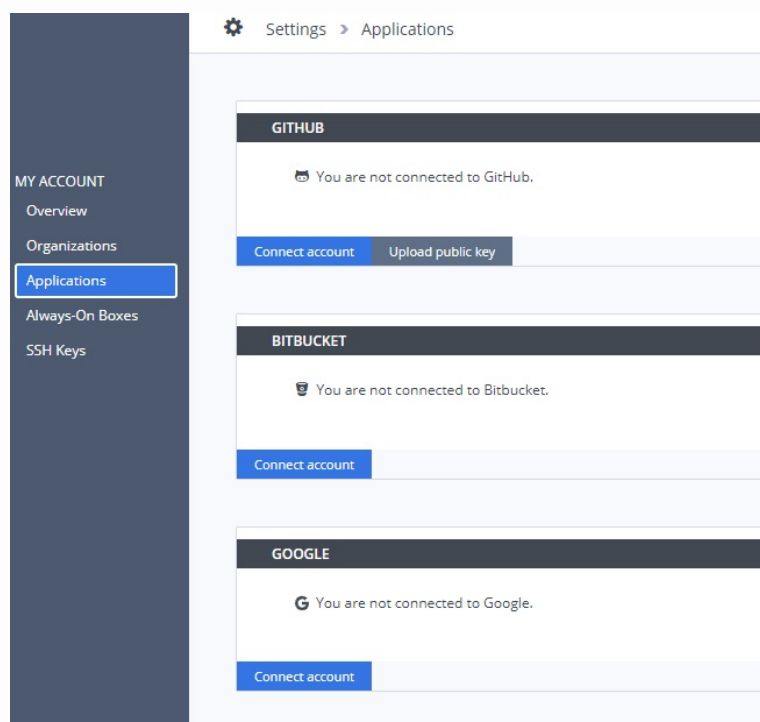 Settings > Applications
MY ACCOUNT
Overview
Organizations
Applications
Always-On Boxes
SSH Keys
GITHUB
You are not connected to GitHub.
Connect account Upload public key
BITBUCKET
You are not connected to Bitbucket.
Connect account
GOOGLE
G You are not connected to Google.
Connect account